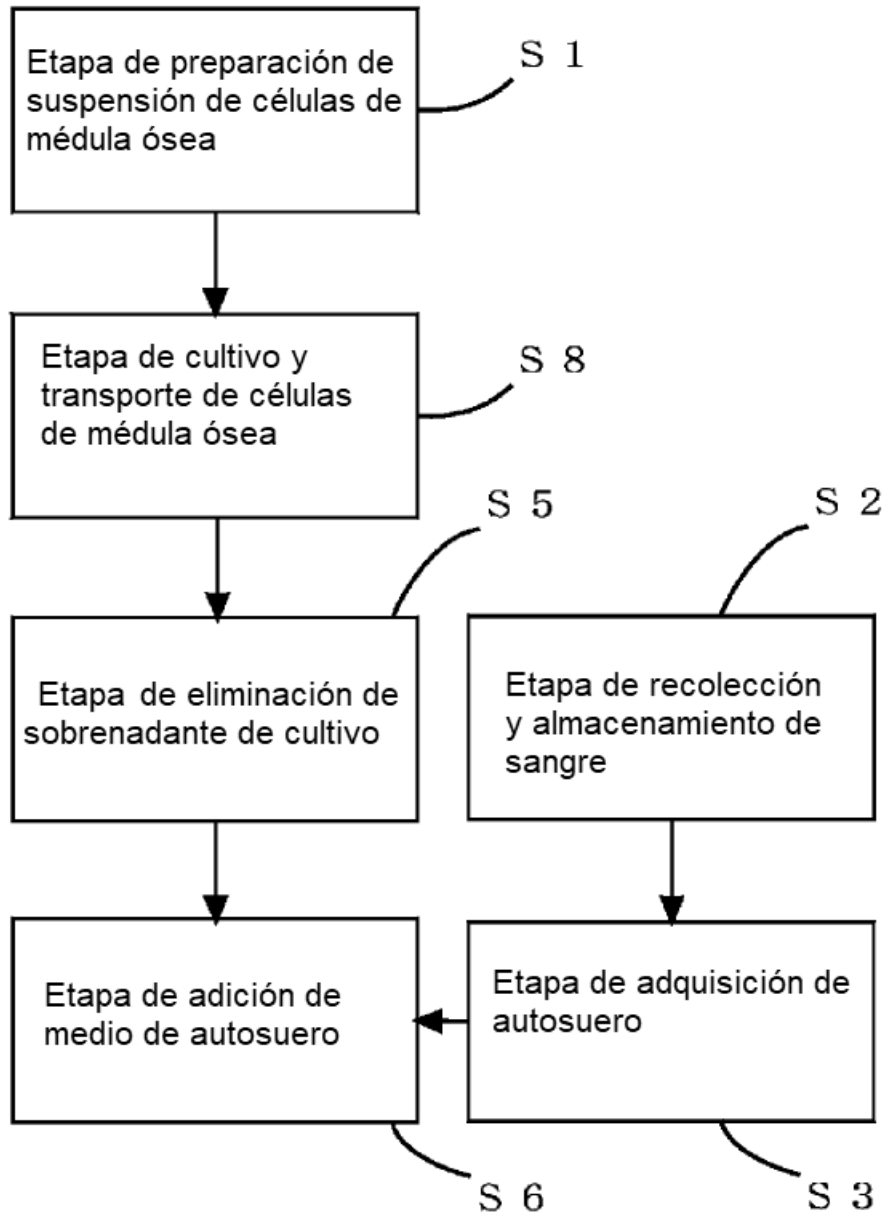 Etapa de preparación de
suspensión de células de
médula ósea
S 1
Etapa de cultivo y
transporte de células
de médula ósea
S 8
S 5
Etapa de eliminación de
sobrenadante de cultivo
S 2
Etapa de recolección
y almacenamiento de
sangre
Etapa de adición de
medio de autosuero
S 6
Etapa de adquisición de
autosuero
S 3